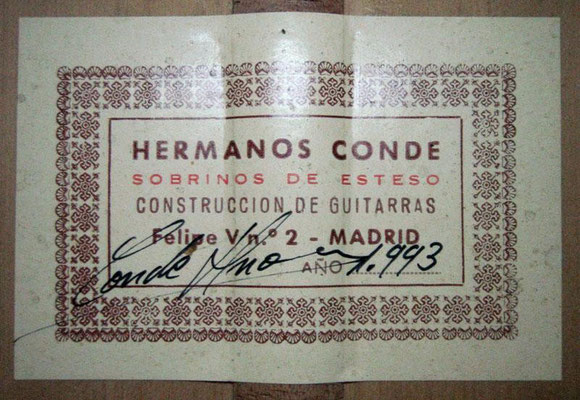 HERMANOS CONDE
SOBRINOS DE ESTESO
CONSTRUCCION DE GUITARRAS
Felipe V n.º 2 - MADRID
Conde Hnos
AÑO 1.993